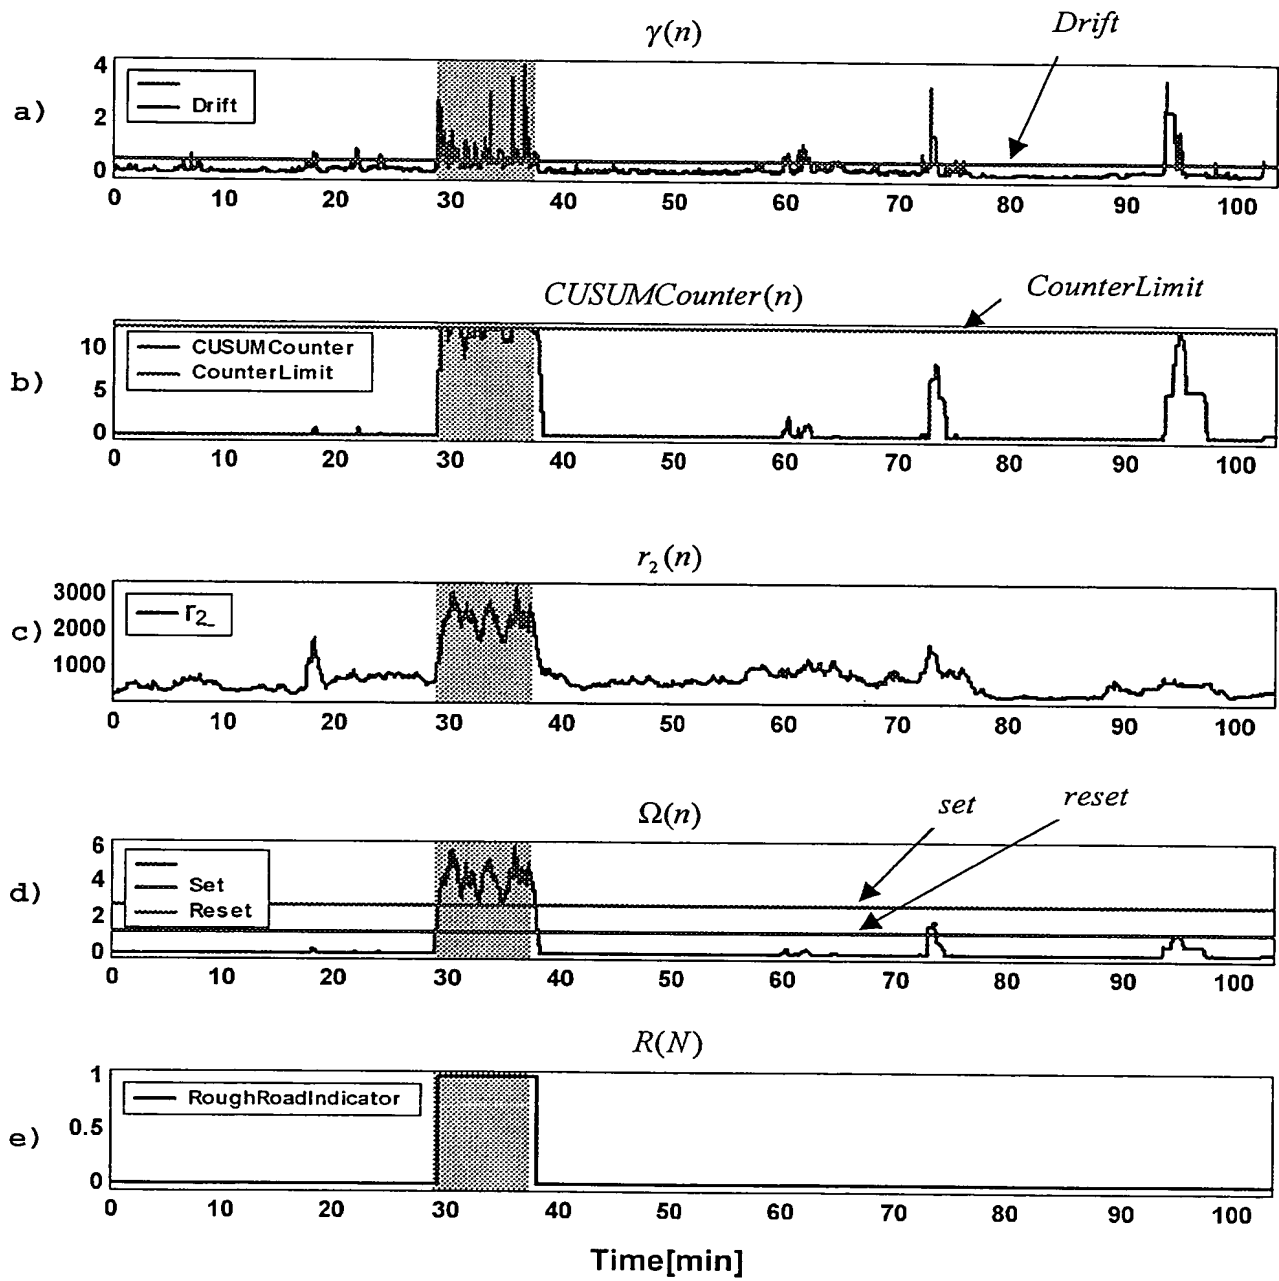 γ(n)
Drift
a)
4
2
0
Drift
0 10 20 30 40 50 60 70 80 90 100
CUSUMCounter(n)
CounterLimit
b)
10
5
0
CUSUMCounter
CounterLimit
0 10 20 30 40 50 60 70 80 90 100
r₂(n)
c)
3000
2000
1000
r₂_
0 10 20 30 40 50 60 70 80 90 100
Ω(n)
set
reset
d)
6
4
2
0
Set
Reset
0 10 20 30 40 50 60 70 80 90 100
R(N)
e)
1
0.5
0
RoughRoadIndicator
0 10 20 30 40 50 60 70 80 90 100
Time[min]